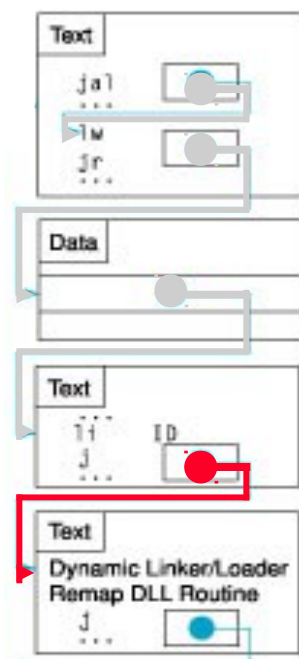 Text
jal
...
lw
jr
...
Data
Text
...
li ID
j
...
Text
Dynamic Linker/Loader
Remap DLL Routine
j
...